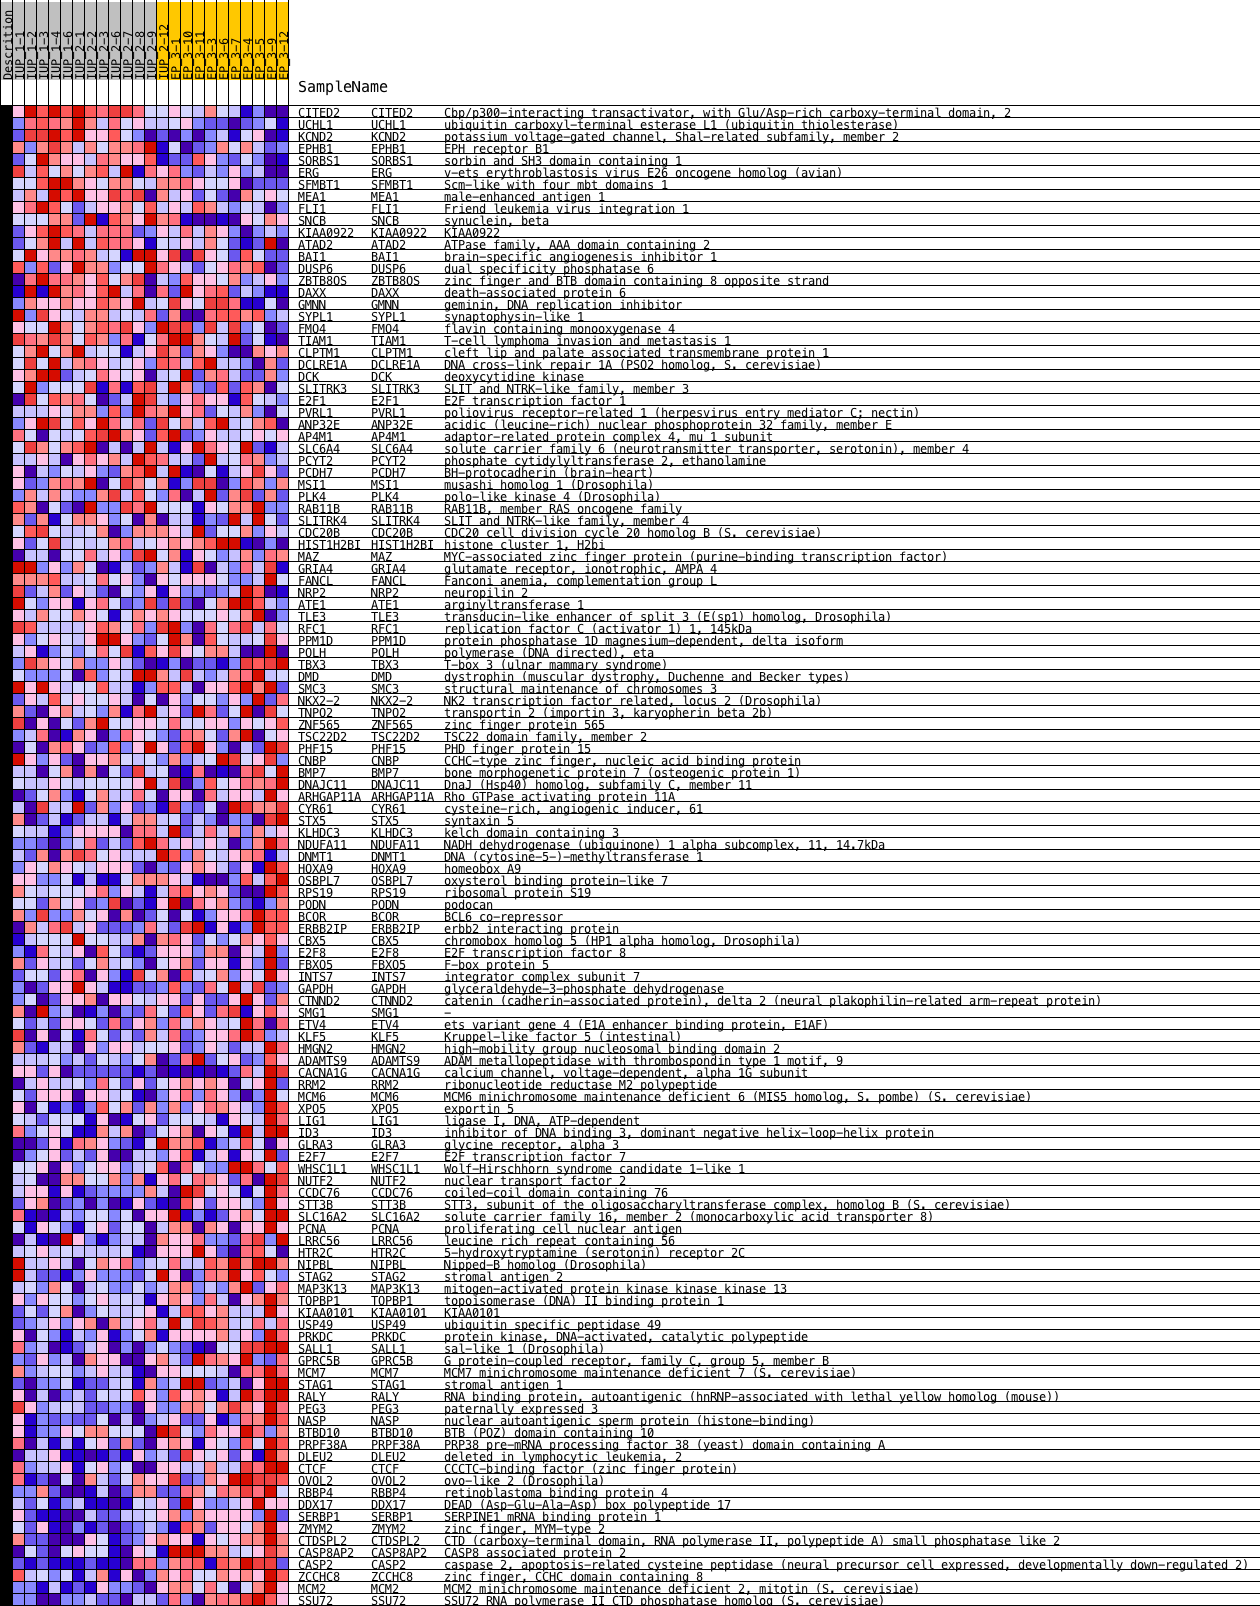 Descrition
IUP_1-1
IUP_1-2
IUP_1-3
IUP_1-4
IUP_1-6
IUP_2-1
IUP_2-2
IUP_2-3
IUP_2-6
IUP_2-7
IUP_2-8
IUP_2-9
IUP_2-12
EP_3-1
EP_3-10
EP_3-11
EP_3-3
EP_3-6
EP_3-7
EP_3-4
EP_3-5
EP_3-9
EP_3-12
SampleName
CITED2 CITED2 Cbp/p300-interacting transactivator, with Glu/Asp-rich carboxy-terminal domain, 2
UCHL1 UCHL1 ubiquitin carboxyl-terminal esterase L1 (ubiquitin thiolesterase)
KCND2 KCND2 potassium voltage-gated channel, Shal-related subfamily, member 2
EPHB1 EPHB1 EPH receptor B1
SORBS1 SORBS1 sorbin and SH3 domain containing 1
ERG ERG v-ets erythroblastosis virus E26 oncogene homolog (avian)
SFMBT1 SFMBT1 Scm-like with four mbt domains 1
MEA1 MEA1 male-enhanced antigen 1
FLI1 FLI1 Friend leukemia virus integration 1
SNCB SNCB synuclein, beta
KIAA0922 KIAA0922 KIAA0922
ATAD2 ATAD2 ATPase family, AAA domain containing 2
BAI1 BAI1 brain-specific angiogenesis inhibitor 1
DUSP6 DUSP6 dual specificity phosphatase 6
ZBTB8OS ZBTB8OS zinc finger and BTB domain containing 8 opposite strand
DAXX DAXX death-associated protein 6
GMNN GMNN geminin, DNA replication inhibitor
SYPL1 SYPL1 synaptophysin-like 1
FMO4 FMO4 flavin containing monooxygenase 4
TIAM1 TIAM1 T-cell lymphoma invasion and metastasis 1
CLPTM1 CLPTM1 cleft lip and palate associated transmembrane protein 1
DCLRE1A DCLRE1A DNA cross-link repair 1A (PSO2 homolog, S. cerevisiae)
DCK DCK deoxycytidine kinase
SLITRK3 SLITRK3 SLIT and NTRK-like family, member 3
E2F1 E2F1 E2F transcription factor 1
PVRL1 PVRL1 poliovirus receptor-related 1 (herpesvirus entry mediator C; nectin)
ANP32E ANP32E acidic (leucine-rich) nuclear phosphoprotein 32 family, member E
AP4M1 AP4M1 adaptor-related protein complex 4, mu 1 subunit
SLC6A4 SLC6A4 solute carrier family 6 (neurotransmitter transporter, serotonin), member 4
PCYT2 PCYT2 phosphate cytidylyltransferase 2, ethanolamine
PCDH7 PCDH7 BH-protocadherin (brain-heart)
MSI1 MSI1 musashi homolog 1 (Drosophila)
PLK4 PLK4 polo-like kinase 4 (Drosophila)
RAB11B RAB11B RAB11B, member RAS oncogene family
SLITRK4 SLITRK4 SLIT and NTRK-like family, member 4
CDC20B CDC20B CDC20 cell division cycle 20 homolog B (S. cerevisiae)
HIST1H2BI HIST1H2BI histone cluster 1, H2bi
MAZ MAZ MYC-associated zinc finger protein (purine-binding transcription factor)
GRIA4 GRIA4 glutamate receptor, ionotrophic, AMPA 4
FANCL FANCL Fanconi anemia, complementation group L
NRP2 NRP2 neuropilin 2
ATE1 ATE1 arginyltransferase 1
TLE3 TLE3 transducin-like enhancer of split 3 (E(sp1) homolog, Drosophila)
RFC1 RFC1 replication factor C (activator 1) 1, 145kDa
PPM1D PPM1D protein phosphatase 1D magnesium-dependent, delta isoform
POLH POLH polymerase (DNA directed), eta
TBX3 TBX3 T-box 3 (ulnar mammary syndrome)
DMD DMD dystrophin (muscular dystrophy, Duchenne and Becker types)
SMC3 SMC3 structural maintenance of chromosomes 3
NKX2-2 NKX2-2 NK2 transcription factor related, locus 2 (Drosophila)
TNPO2 TNPO2 transportin 2 (importin 3, karyopherin beta 2b)
ZNF565 ZNF565 zinc finger protein 565
TSC22D2 TSC22D2 TSC22 domain family, member 2
PHF15 PHF15 PHD finger protein 15
CNBP CNBP CCHC-type zinc finger, nucleic acid binding protein
BMP7 BMP7 bone morphogenetic protein 7 (osteogenic protein 1)
DNAJC11 DNAJC11 DnaJ (Hsp40) homolog, subfamily C, member 11
ARHGAP11A ARHGAP11A Rho GTPase activating protein 11A
CYR61 CYR61 cysteine-rich, angiogenic inducer, 61
STX5 STX5 syntaxin 5
KLHDC3 KLHDC3 kelch domain containing 3
NDUFA11 NDUFA11 NADH dehydrogenase (ubiquinone) 1 alpha subcomplex, 11, 14.7kDa
DNMT1 DNMT1 DNA (cytosine-5-)-methyltransferase 1
HOXA9 HOXA9 homeobox A9
OSBPL7 OSBPL7 oxysterol binding protein-like 7
RPS19 RPS19 ribosomal protein S19
PODN PODN podocan
BCOR BCOR BCL6 co-repressor
ERBB2IP ERBB2IP erbb2 interacting protein
CBX5 CBX5 chromobox homolog 5 (HP1 alpha homolog, Drosophila)
E2F8 E2F8 E2F transcription factor 8
FBXO5 FBXO5 F-box protein 5
INTS7 INTS7 integrator complex subunit 7
GAPDH GAPDH glyceraldehyde-3-phosphate dehydrogenase
CTNND2 CTNND2 catenin (cadherin-associated protein), delta 2 (neural plakophilin-related arm-repeat protein)
SMG1 SMG1 -
ETV4 ETV4 ets variant gene 4 (E1A enhancer binding protein, E1AF)
KLF5 KLF5 Kruppel-like factor 5 (intestinal)
HMGN2 HMGN2 high-mobility group nucleosomal binding domain 2
ADAMTS9 ADAMTS9 ADAM metallopeptidase with thrombospondin type 1 motif, 9
CACNA1G CACNA1G calcium channel, voltage-dependent, alpha 1G subunit
RRM2 RRM2 ribonucleotide reductase M2 polypeptide
MCM6 MCM6 MCM6 minichromosome maintenance deficient 6 (MIS5 homolog, S. pombe) (S. cerevisiae)
XPO5 XPO5 exportin 5
LIG1 LIG1 ligase I, DNA, ATP-dependent
ID3 ID3 inhibitor of DNA binding 3, dominant negative helix-loop-helix protein
GLRA3 GLRA3 glycine receptor, alpha 3
E2F7 E2F7 E2F transcription factor 7
WHSC1L1 WHSC1L1 Wolf-Hirschhorn syndrome candidate 1-like 1
NUTF2 NUTF2 nuclear transport factor 2
CCDC76 CCDC76 coiled-coil domain containing 76
STT3B STT3B STT3, subunit of the oligosaccharyltransferase complex, homolog B (S. cerevisiae)
SLC16A2 SLC16A2 solute carrier family 16, member 2 (monocarboxylic acid transporter 8)
PCNA PCNA proliferating cell nuclear antigen
LRRC56 LRRC56 leucine rich repeat containing 56
HTR2C HTR2C 5-hydroxytryptamine (serotonin) receptor 2C
NIPBL NIPBL Nipped-B homolog (Drosophila)
STAG2 STAG2 stromal antigen 2
MAP3K13 MAP3K13 mitogen-activated protein kinase kinase kinase 13
TOPBP1 TOPBP1 topoisomerase (DNA) II binding protein 1
KIAA0101 KIAA0101 KIAA0101
USP49 USP49 ubiquitin specific peptidase 49
PRKDC PRKDC protein kinase, DNA-activated, catalytic polypeptide
SALL1 SALL1 sal-like 1 (Drosophila)
GPRC5B GPRC5B G protein-coupled receptor, family C, group 5, member B
MCM7 MCM7 MCM7 minichromosome maintenance deficient 7 (S. cerevisiae)
STAG1 STAG1 stromal antigen 1
RALY RALY RNA binding protein, autoantigenic (hnRNP-associated with lethal yellow homolog (mouse))
PEG3 PEG3 paternally expressed 3
NASP NASP nuclear autoantigenic sperm protein (histone-binding)
BTBD10 BTBD10 BTB (POZ) domain containing 10
PRPF38A PRPF38A PRP38 pre-mRNA processing factor 38 (yeast) domain containing A
DLEU2 DLEU2 deleted in lymphocytic leukemia, 2
CTCF CTCF CCCTC-binding factor (zinc finger protein)
OVOL2 OVOL2 ovo-like 2 (Drosophila)
RBBP4 RBBP4 retinoblastoma binding protein 4
DDX17 DDX17 DEAD (Asp-Glu-Ala-Asp) box polypeptide 17
SERBP1 SERBP1 SERPINE1 mRNA binding protein 1
ZMYM2 ZMYM2 zinc finger, MYM-type 2
CTDSPL2 CTDSPL2 CTD (carboxy-terminal domain, RNA polymerase II, polypeptide A) small phosphatase like 2
CASP8AP2 CASP8AP2 CASP8 associated protein 2
CASP2 CASP2 caspase 2, apoptosis-related cysteine peptidase (neural precursor cell expressed, developmentally down-regulated 2)
ZCCHC8 ZCCHC8 zinc finger, CCHC domain containing 8
MCM2 MCM2 MCM2 minichromosome maintenance deficient 2, mitotin (S. cerevisiae)
SSU72 SSU72 SSU72 RNA polymerase II CTD phosphatase homolog (S. cerevisiae)